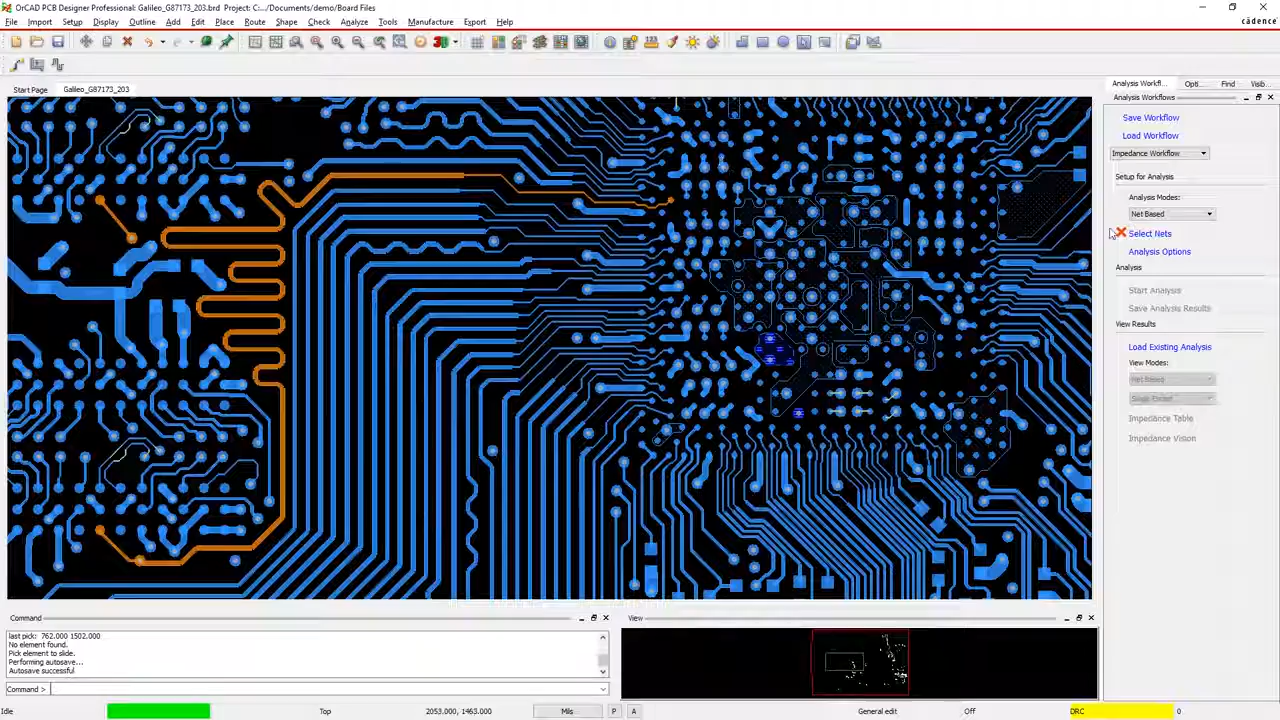 OrCAD PCB Designer Professional: Galileo_G87173_203.brd Project: C:.../Documents/demo/Board Files
cādence
File Import Setup Display Outline Add Edit Place Route Shape Check Analyze Tools Manufacture Export Help
3D
Start Page Galileo_G87173_203
Analysis Workfl... Opti... Find Visib...
Analysis Workflows
Save Workflow
Load Workflow
Impedance Workflow
Setup for Analysis
Analysis Modes:
Net Based
Select Nets
Analysis Options
Analysis
Start Analysis
Save Analysis Results
View Results
Load Existing Analysis
View Modes:
Net Based
Impedance Table
Impedance Vision
Command
last pick: 762.000 1502.000
No element found.
Pick element to slide.
Performing autosave...
Autosave successful
Command >
View
Idle Top 2053.000, 1463.000 Mils P A General edit Off DRC 0